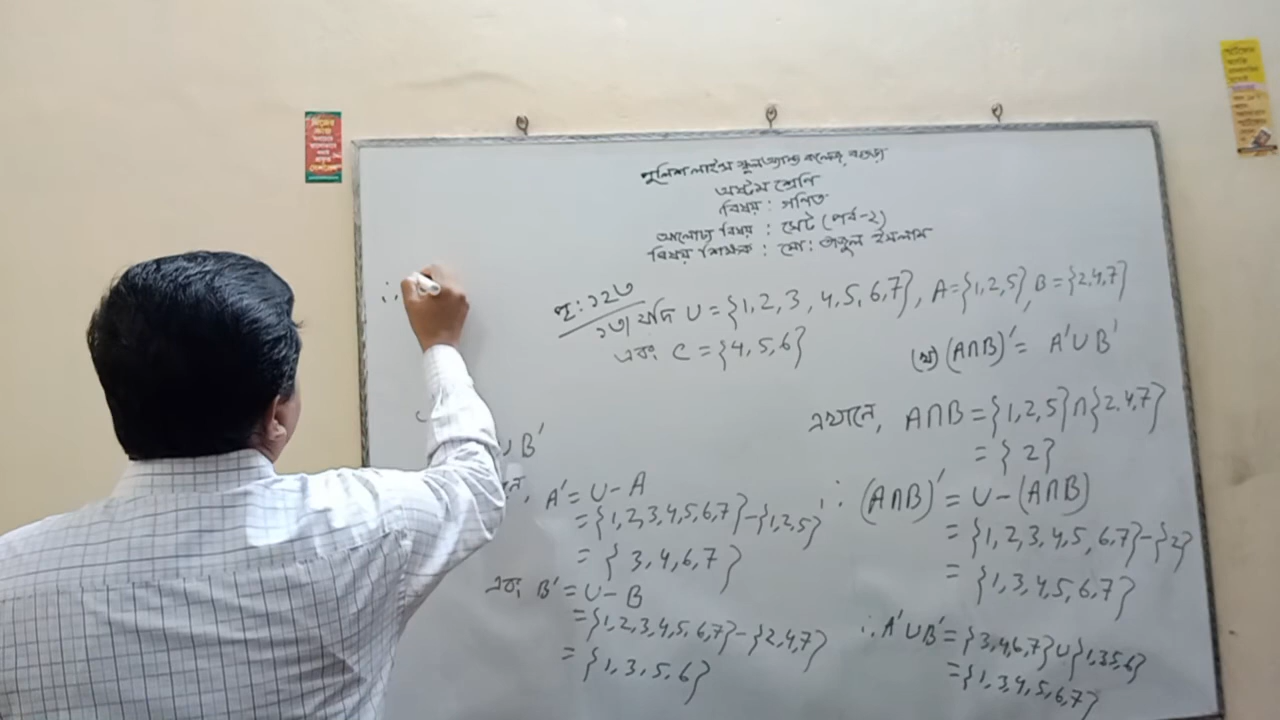 পুলিশ লাইন্স স্কুল অ্যান্ড কলেজ, বগুড়া
অষ্টম শ্রেণি
বিষয় : গণিত
আলোচ্য বিষয় : সেট (পর্ব-২)
বিষয় শিক্ষক : মো:
পৃ: ১২৩
১৩। যদি U = {1, 2, 3, 4, 5, 6, 7}, A = {1, 2, 5}, B = {2, 4, 7}
এবং C = {4, 5, 6}
(খ) (A∩B)′ = A′∪B′
এখানে, A∩B = {1, 2, 5}∩{2, 4, 7}
= {2}
∴ (A∩B)′ = U – (A∩B)
= {1, 2, 3, 4, 5, 6, 7} – {2}
= {1, 3, 4, 5, 6, 7}
∴ A′∪B′ = {3, 4, 6, 7}∪{1, 3, 5, 6}
= {1, 3, 4, 5, 6, 7}
∴
∪B′
A′ = U – A
= {1, 2, 3, 4, 5, 6, 7} – {1, 2, 5}
= {3, 4, 6, 7}
এবং B′ = U – B
= {1, 2, 3, 4, 5, 6, 7} – {2, 4, 7}
= {1, 3, 5, 6}